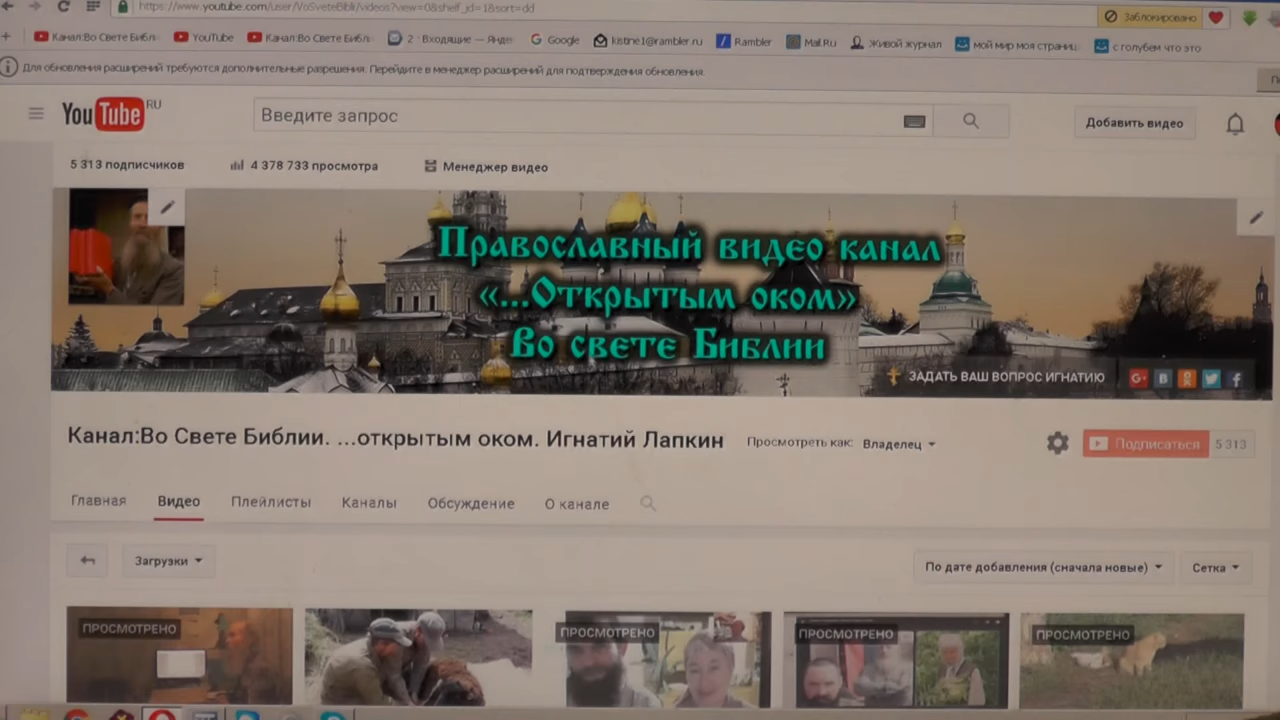 https://www.youtube.com/user/VoSveteBiblii/videos?view=0&shelf_id=1&sort=dd
Заблокировано
Канал:Во Свете Библ
YouTube
Канал:Во Свете Библ
2 · Входящие — Янде
Google
kistine1@rambler.ru
Rambler
Mail.Ru
Живой журнал
мой мир моя страниц
с голубем что это
Для обновления расширений требуются дополнительные разрешения. Перейдите в менеджер расширений для подтверждения обновления.
YouTube RU
Введите запрос
Добавить видео
5 313 подписчиков
4 378 733 просмотра
Менеджер видео
Православный видео канал
«...Открытым оком»
Во свете Библии
ЗАДАТЬ ВАШ ВОПРОС ИГНАТИЮ
Канал:Во Свете Библии. ...открытым оком. Игнатий Лапкин
Просмотреть как: Владелец
Подписаться 5 313
Главная Видео Плейлисты Каналы Обсуждение О канале
Загрузки
По дате добавления (сначала новые)
Сетка
ПРОСМОТРЕНО
ПРОСМОТРЕНО
ПРОСМОТРЕНО
ПРОСМОТРЕНО